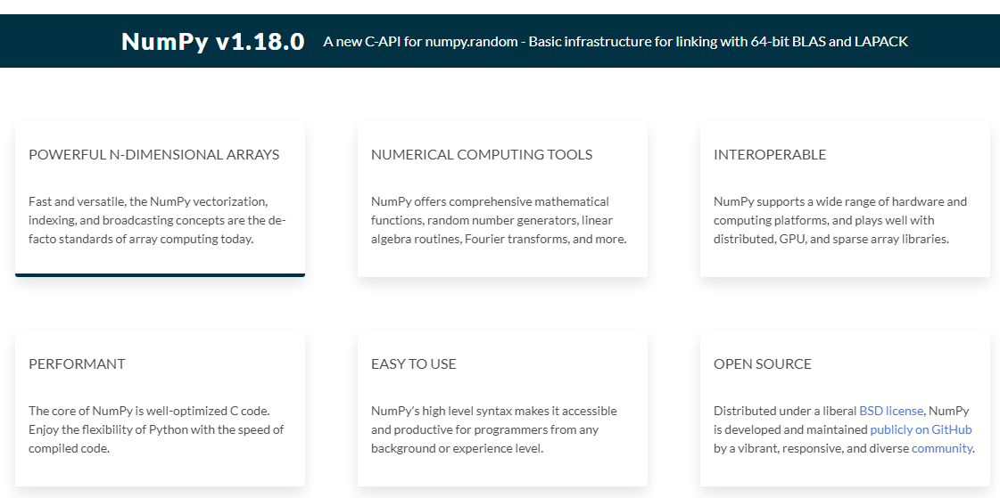 NumPy v1.18.0 A new C-API for numpy.random - Basic infrastructure for linking with 64-bit BLAS and LAPACK
POWERFUL N-DIMENSIONAL ARRAYS
Fast and versatile, the NumPy vectorization,
indexing, and broadcasting concepts are the de-
facto standards of array computing today.
NUMERICAL COMPUTING TOOLS
NumPy offers comprehensive mathematical
functions, random number generators, linear
algebra routines, Fourier transforms, and more.
INTEROPERABLE
NumPy supports a wide range of hardware and
computing platforms, and plays well with
distributed, GPU, and sparse array libraries.
PERFORMANT
The core of NumPy is well-optimized C code.
Enjoy the flexibility of Python with the speed of
compiled code.
EASY TO USE
NumPy's high level syntax makes it accessible
and productive for programmers from any
background or experience level.
OPEN SOURCE
Distributed under a liberal BSD license, NumPy
is developed and maintained publicly on GitHub
by a vibrant, responsive, and diverse community.